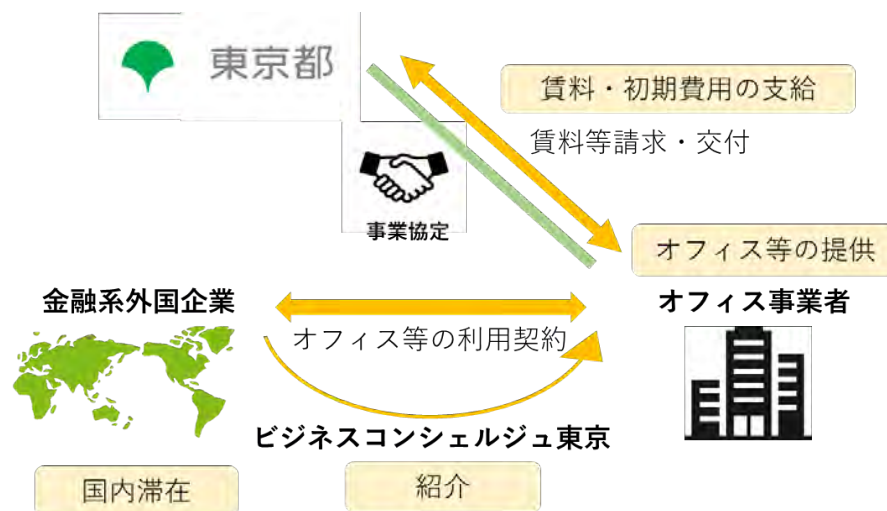 東京都
賃料・初期費用の支給
賃料等請求・交付
事業協定
オフィス等の提供
金融系外国企業
オフィス事業者
オフィス等の利用契約
ビジネスコンシェルジュ東京
国内滞在
紹介